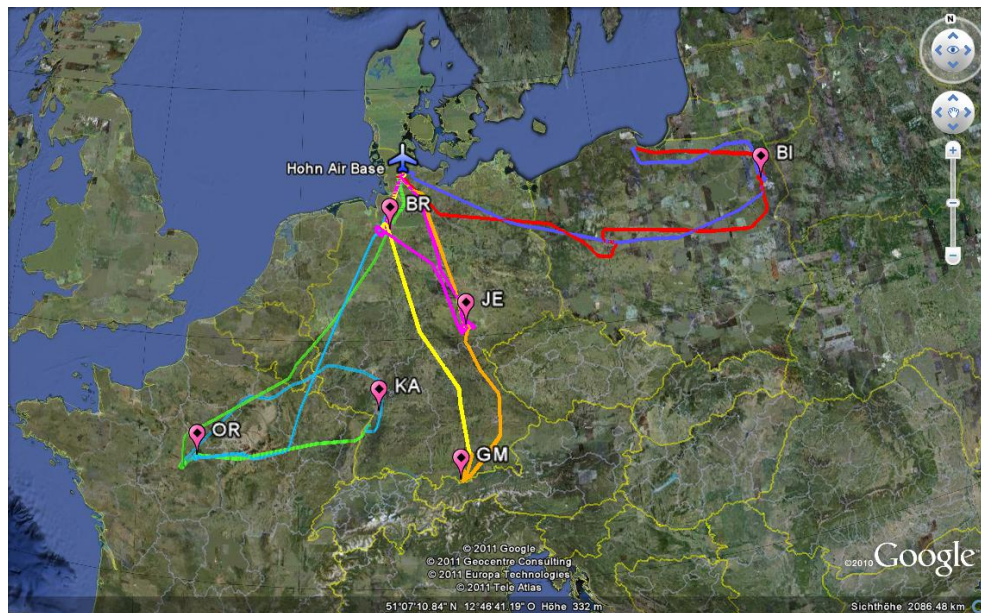 N
Hohn Air Base
BI
BR
JE
KA
OR
GM
© 2011 Google
© 2011 Geocentre Consulting
© 2011 Europa Technologies
© 2011 Tele Atlas
©2010 Google
51°07'10.84" N 12°46'41.19" O Höhe 332 m
Sichthöhe 2086.48 km